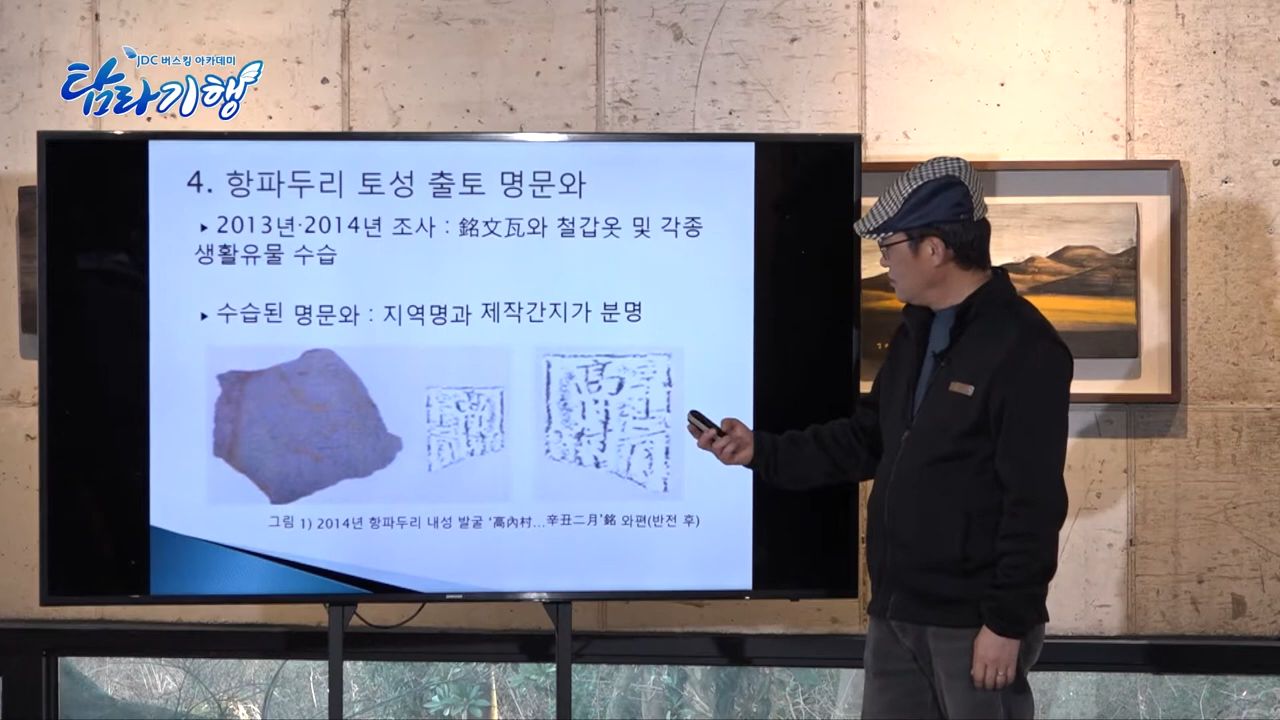 JDC 버스킹 아카데미
탐라기행
4. 항파두리 토성 출토 명문와
▸ 2013년·2014년 조사 : 銘文瓦와 철갑옷 및 각종
생활유물 수습
▸ 수습된 명문와 : 지역명과 제작간지가 분명
高
高
그림 1) 2014년 항파두리 내성 발굴 '高內村...辛丑二月'銘 와편(반전 후)
SAMSUNG